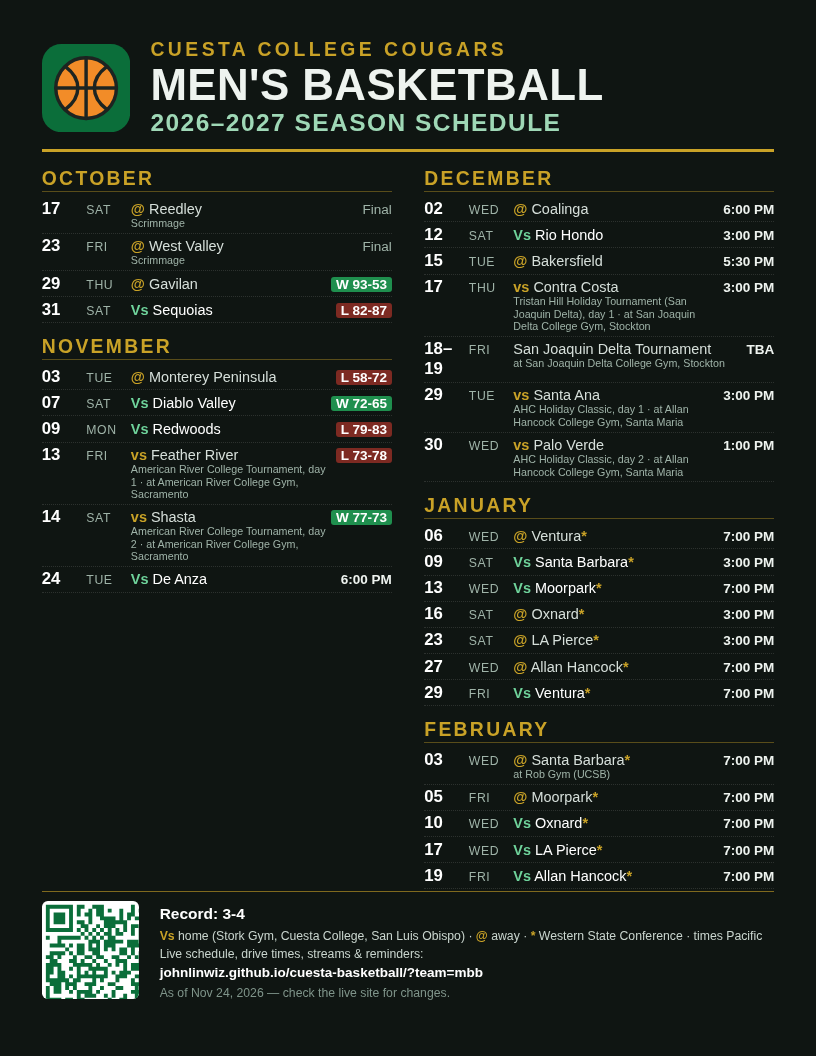 CUESTA COLLEGE COUGARS
MEN'S BASKETBALL
2026–2027 SEASON SCHEDULE
OCTOBER
17 SAT @ Reedley Final
Scrimmage
23 FRI @ West Valley Final
Scrimmage
29 THU @ Gavilan W 93-53
31 SAT Vs Sequoias L 82-87
NOVEMBER
03 TUE @ Monterey Peninsula L 58-72
07 SAT Vs Diablo Valley W 72-65
09 MON Vs Redwoods L 79-83
13 FRI vs Feather River L 73-78
American River College Tournament, day
1 · at American River College Gym,
Sacramento
14 SAT vs Shasta W 77-73
American River College Tournament, day
2 · at American River College Gym,
Sacramento
24 TUE Vs De Anza 6:00 PM
DECEMBER
02 WED @ Coalinga 6:00 PM
12 SAT Vs Rio Hondo 3:00 PM
15 TUE @ Bakersfield 5:30 PM
17 THU vs Contra Costa 3:00 PM
Tristan Hill Holiday Tournament (San
Joaquin Delta), day 1 · at San Joaquin
Delta College Gym, Stockton
18– FRI San Joaquin Delta Tournament TBA
19 at San Joaquin Delta College Gym, Stockton
29 TUE vs Santa Ana 3:00 PM
AHC Holiday Classic, day 1 · at Allan
Hancock College Gym, Santa Maria
30 WED vs Palo Verde 1:00 PM
AHC Holiday Classic, day 2 · at Allan
Hancock College Gym, Santa Maria
JANUARY
06 WED @ Ventura* 7:00 PM
09 SAT Vs Santa Barbara* 3:00 PM
13 WED Vs Moorpark* 7:00 PM
16 SAT @ Oxnard* 3:00 PM
23 SAT @ LA Pierce* 3:00 PM
27 WED @ Allan Hancock* 7:00 PM
29 FRI Vs Ventura* 7:00 PM
FEBRUARY
03 WED @ Santa Barbara* 7:00 PM
at Rob Gym (UCSB)
05 FRI @ Moorpark* 7:00 PM
10 WED Vs Oxnard* 7:00 PM
17 WED Vs LA Pierce* 7:00 PM
19 FRI Vs Allan Hancock* 7:00 PM
Record: 3-4
Vs home (Stork Gym, Cuesta College, San Luis Obispo) · @ away · * Western State Conference · times Pacific
Live schedule, drive times, streams & reminders:
johnlinwiz.github.io/cuesta-basketball/?team=mbb
As of Nov 24, 2026 — check the live site for changes.